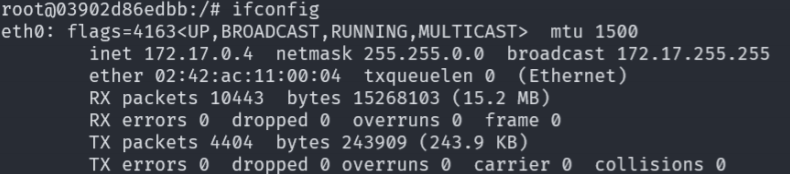 root@03902d86edbb:/# ifconfig
eth0: flags=4163<UP,BROADCAST,RUNNING,MULTICAST>  mtu 1500
        inet 172.17.0.4  netmask 255.255.0.0  broadcast 172.17.255.255
        ether 02:42:ac:11:00:04  txqueuelen 0  (Ethernet)
        RX packets 10443  bytes 15268103 (15.2 MB)
        RX errors 0  dropped 0  overruns 0  frame 0
        TX packets 4404  bytes 243909 (243.9 KB)
        TX errors 0  dropped 0 overruns 0  carrier 0  collisions 0